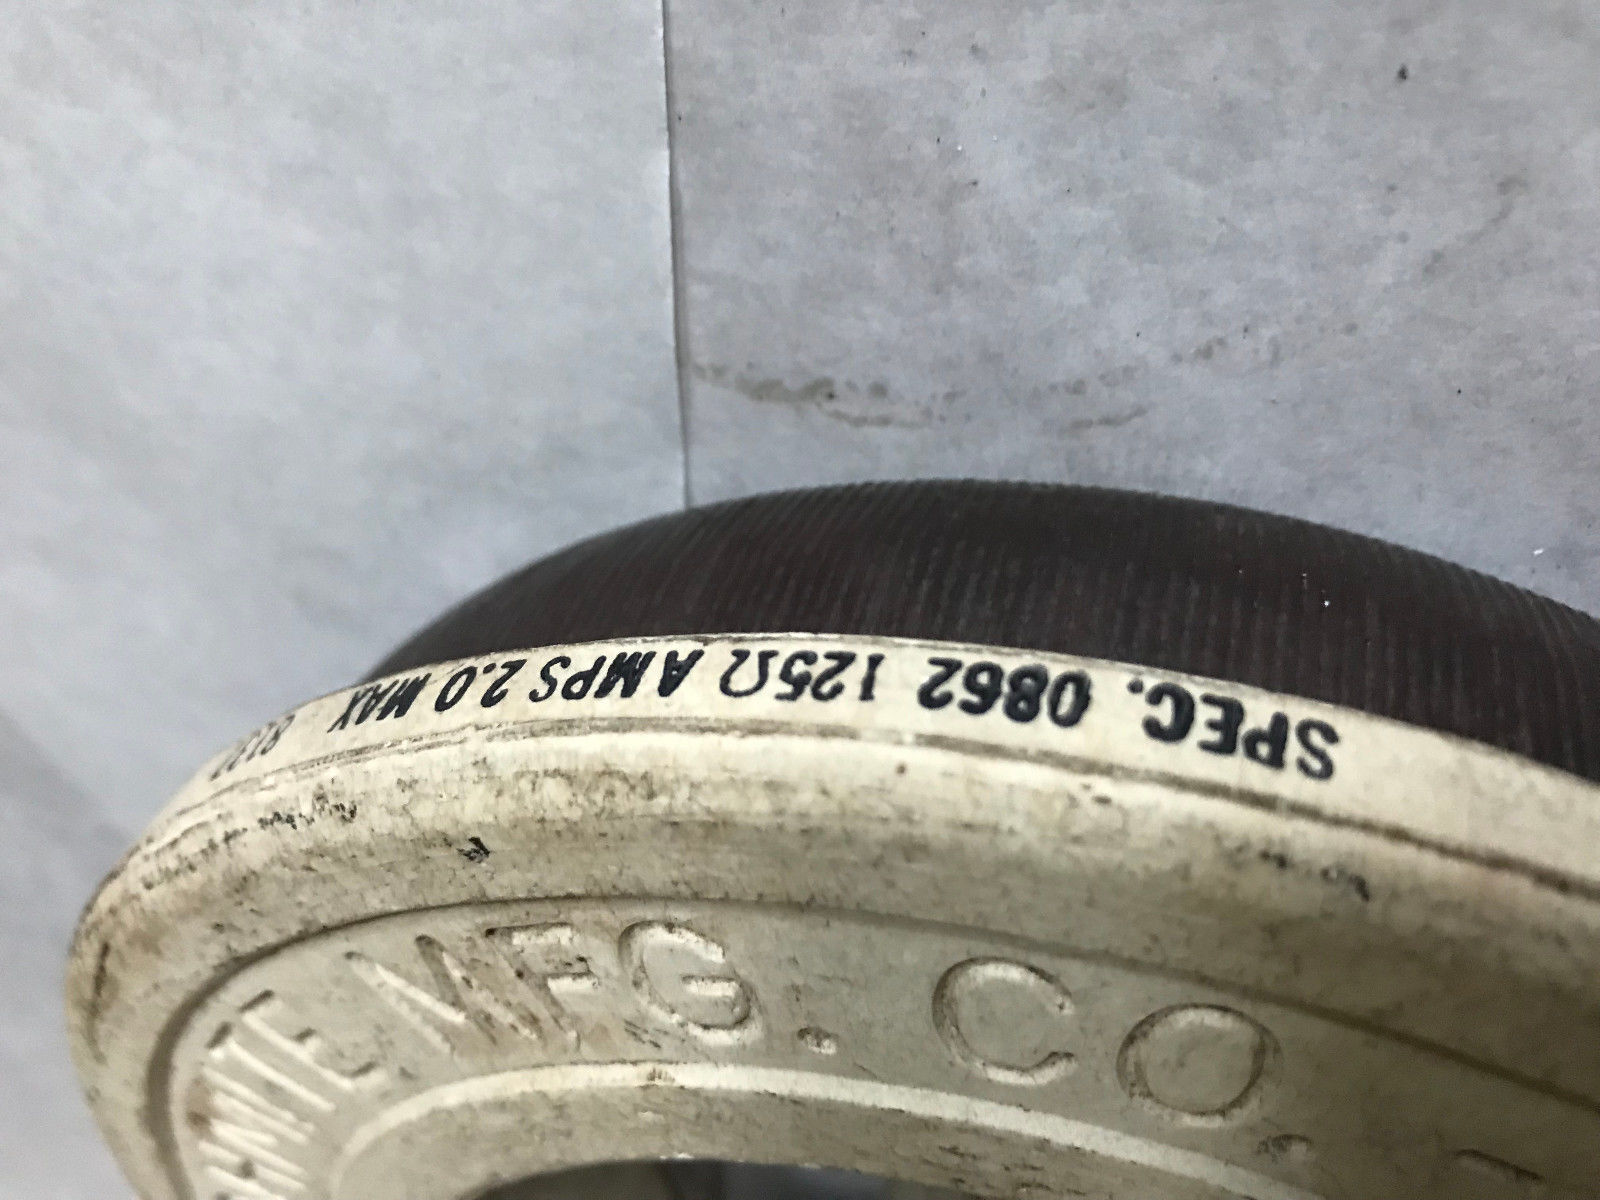 SPEC. 0862 125Ω AMPS 2.0 MAX
MFG. CO.